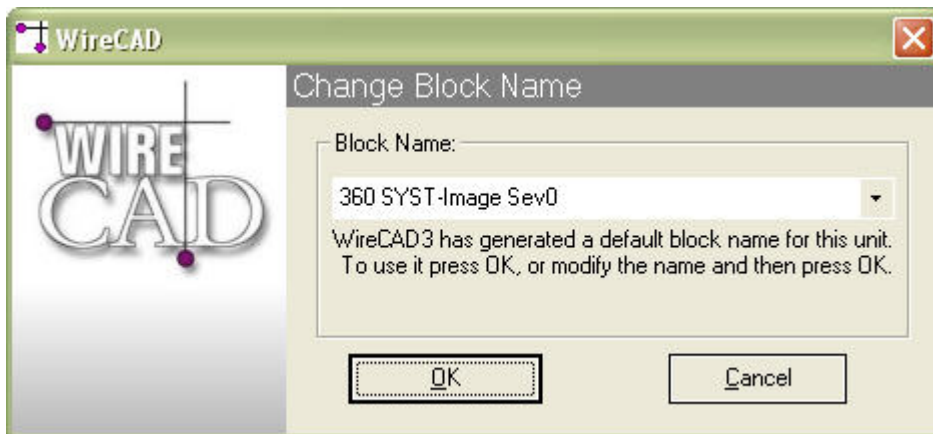 WireCAD
WIRE
CAD
Change Block Name
Block Name:
360 SYST-Image Sev0
WireCAD3 has generated a default block name for this unit.
To use it press OK, or modify the name and then press OK.
OK
Cancel